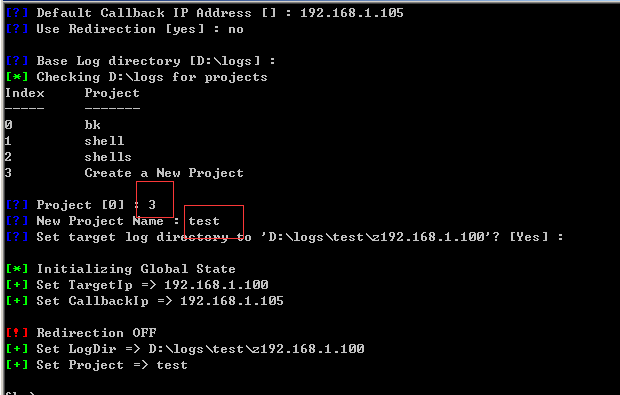 [?] Default Callback IP Address [] : 192.168.1.105
[?] Use Redirection [yes] : no
[?] Base Log directory [D:\logs] :
[*] Checking D:\logs for projects
Index Project
----- -------
0 bk
1 shell
2 shells
3 Create a New Project
[?] Project [0] : 3
[?] New Project Name : test
[?] Set target log directory to 'D:\logs\test\z192.168.1.100'? [Yes] :
[*] Initializing Global State
[+] Set TargetIp => 192.168.1.100
[+] Set CallbackIp => 192.168.1.105
[!] Redirection OFF
[+] Set LogDir => D:\logs\test\z192.168.1.100
[+] Set Project => test